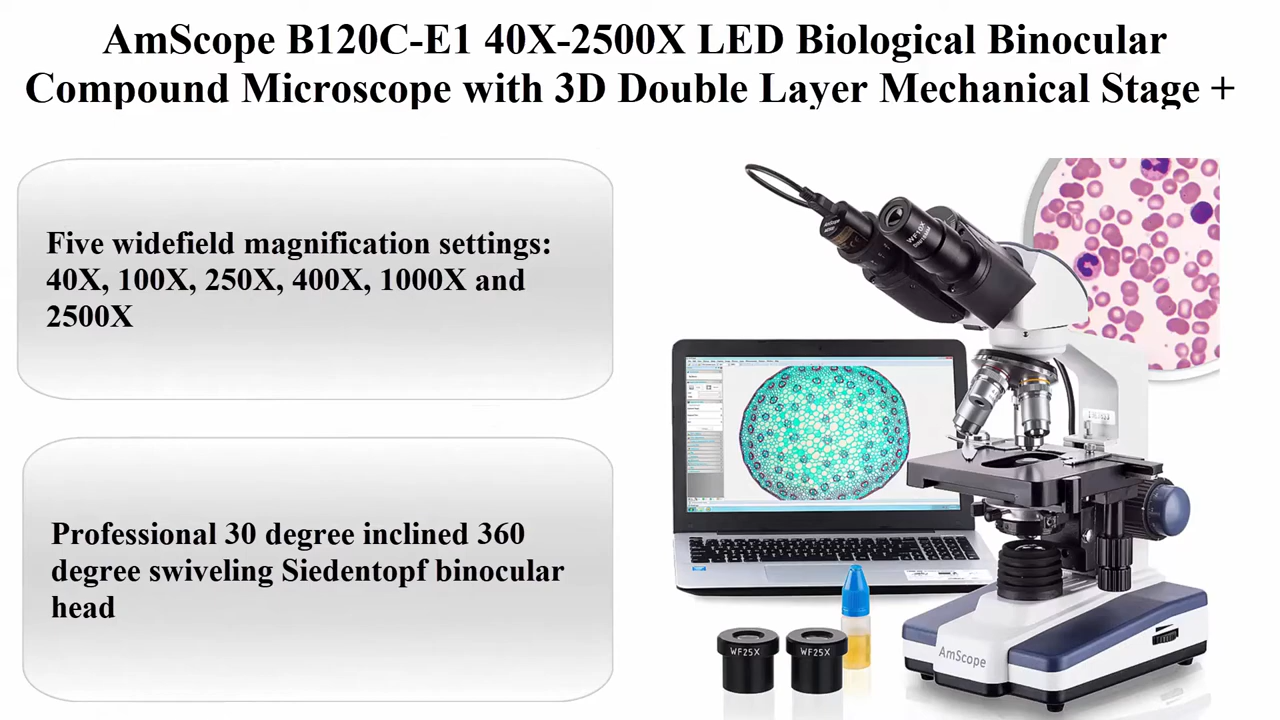 AmScope B120C-E1 40X-2500X LED Biological Binocular
Compound Microscope with 3D Double Layer Mechanical Stage +
Five widefield magnification settings:
40X, 100X, 250X, 400X, 1000X and
2500X
Professional 30 degree inclined 360
degree swiveling Siedentopf binocular
head
WF10X
WF25X
WF25X
AmScope